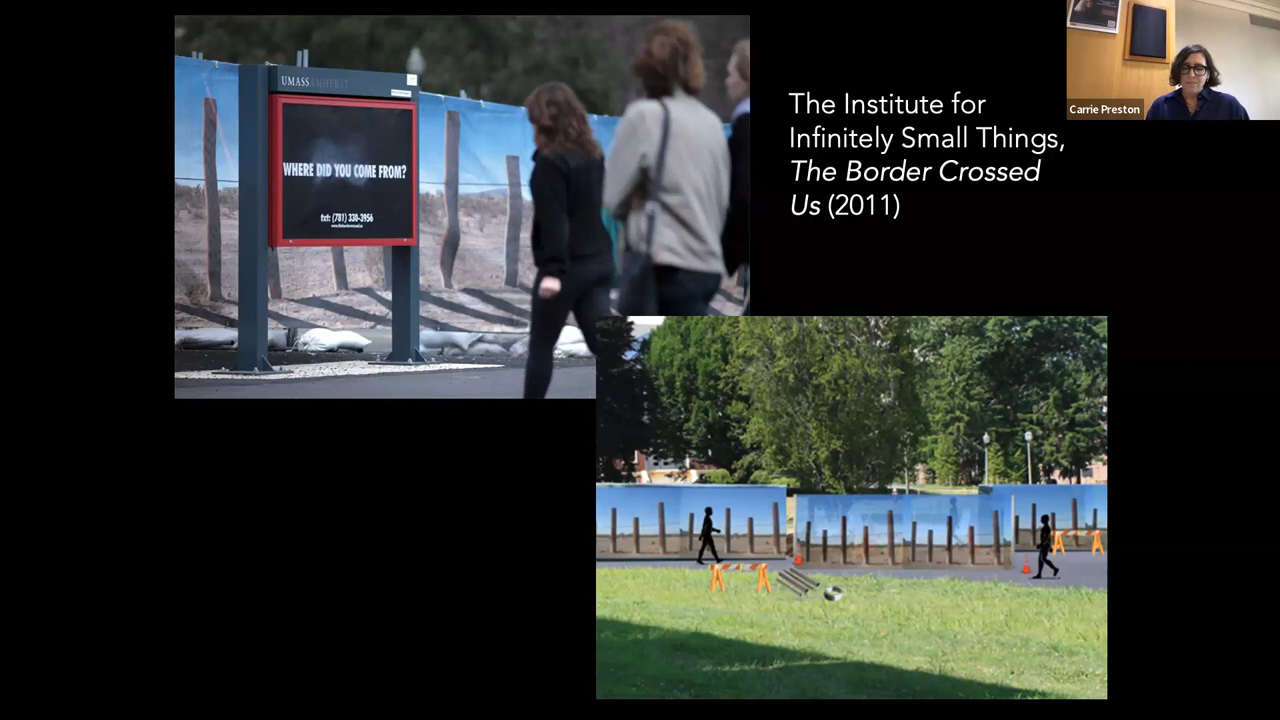 UMASS AMHERST
WHERE DID YOU COME FROM?
txt: (781) 330-3956
The Institute for
Infinitely Small Things,
The Border Crossed
Us (2011)
Carrie Preston